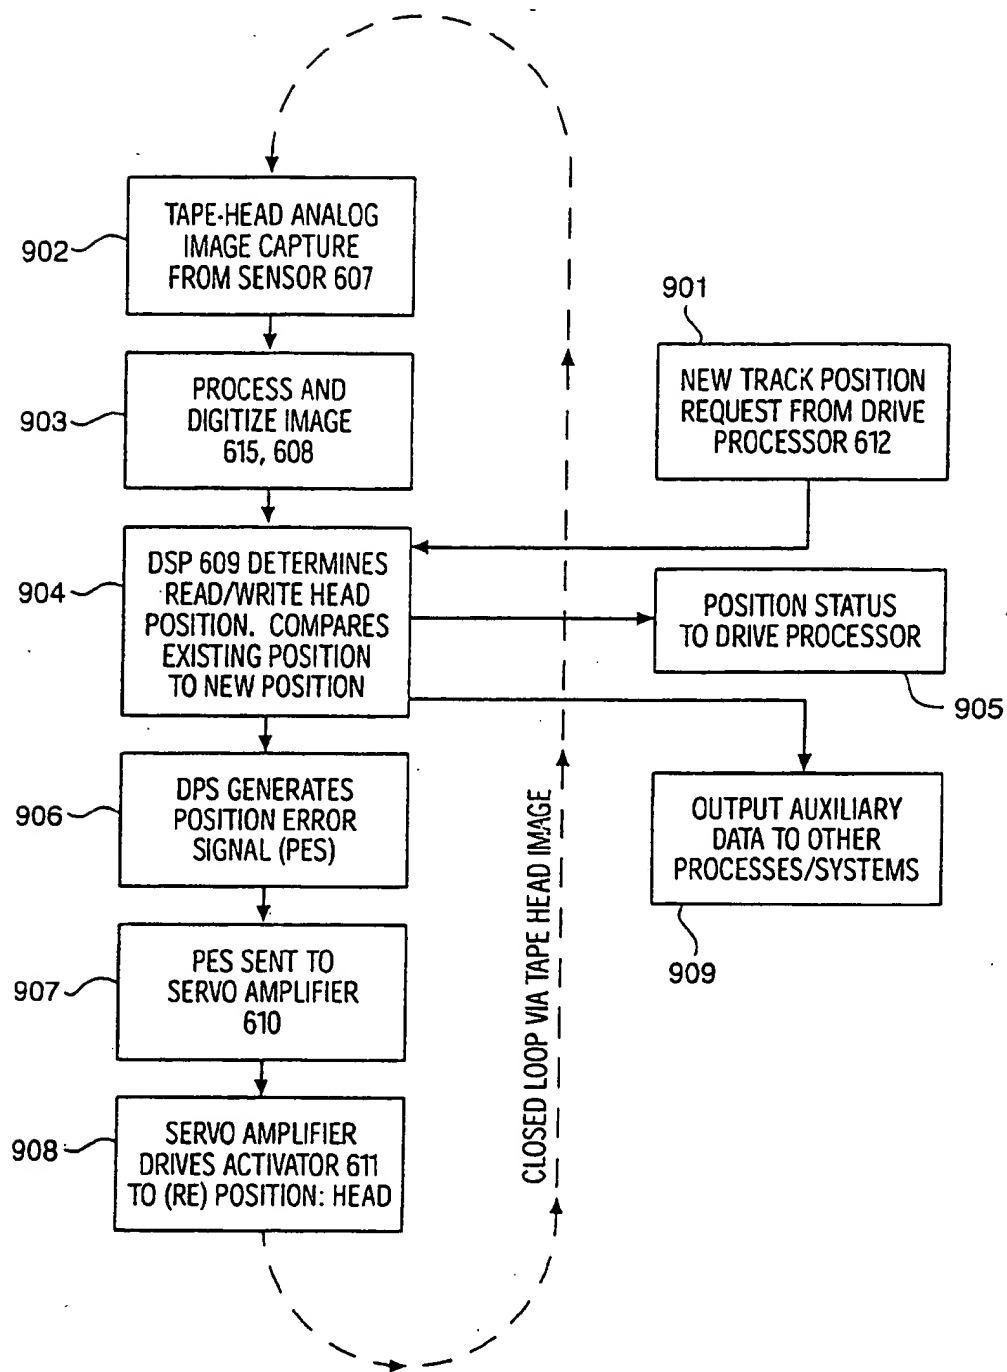 902
TAPE-HEAD ANALOG
IMAGE CAPTURE
FROM SENSOR 607
903
PROCESS AND
DIGITIZE IMAGE
615, 608
901
NEW TRACK POSITION
REQUEST FROM DRIVE
PROCESSOR 612
904
DSP 609 DETERMINES
READ/WRITE HEAD
POSITION. COMPARES
EXISTING POSITION
TO NEW POSITION
POSITION STATUS
TO DRIVE PROCESSOR
905
906
DPS GENERATES
POSITION ERROR
SIGNAL (PES)
OUTPUT AUXILIARY
DATA TO OTHER
PROCESSES/SYSTEMS
909
907
PES SENT TO
SERVO AMPLIFIER
610
908
SERVO AMPLIFIER
DRIVES ACTIVATOR 611
TO (RE) POSITION: HEAD
CLOSED LOOP VIA TAPE HEAD IMAGE